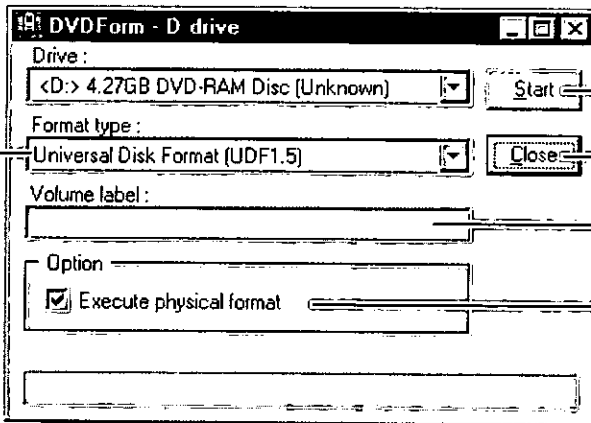 DVDForm - D drive
Drive :
<D:> 4.27GB DVD-RAM Disc (Unknown)
Start
Format type :
Universal Disk Format (UDF1.5)
Close
Volume label :
Option
Execute physical format